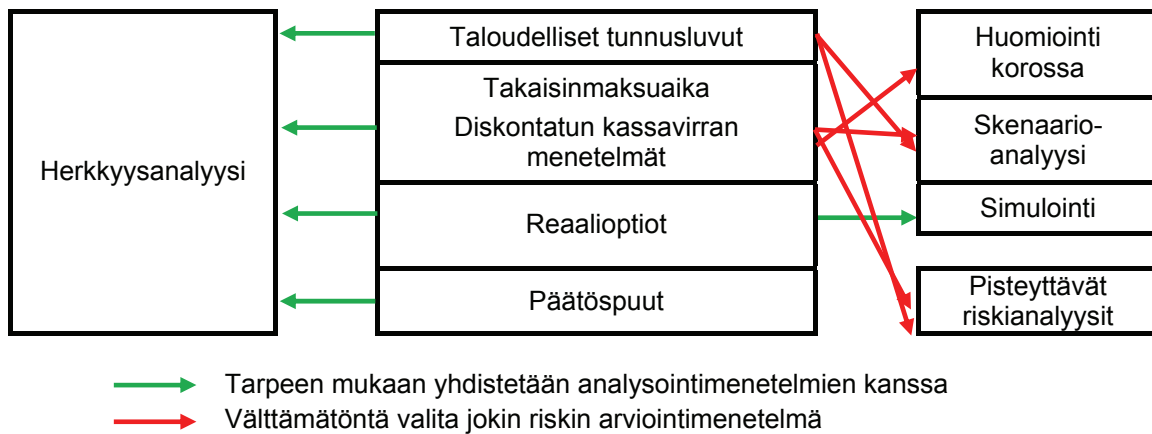 Herkkyysanalyysi
Taloudelliset tunnusluvut
Takaisinmaksuaika
Diskontatun kassavirran
menetelmät
Reaalioptiot
Päätöspuut
Huomiointi
korossa
Skenaario-
analyysi
Simulointi
Pisteyttävät
riskianalyysit
Tarpeen mukaan yhdistetään analysointimenetelmien kanssa
Välttämätöntä valita jokin riskin arviointimenetelmä